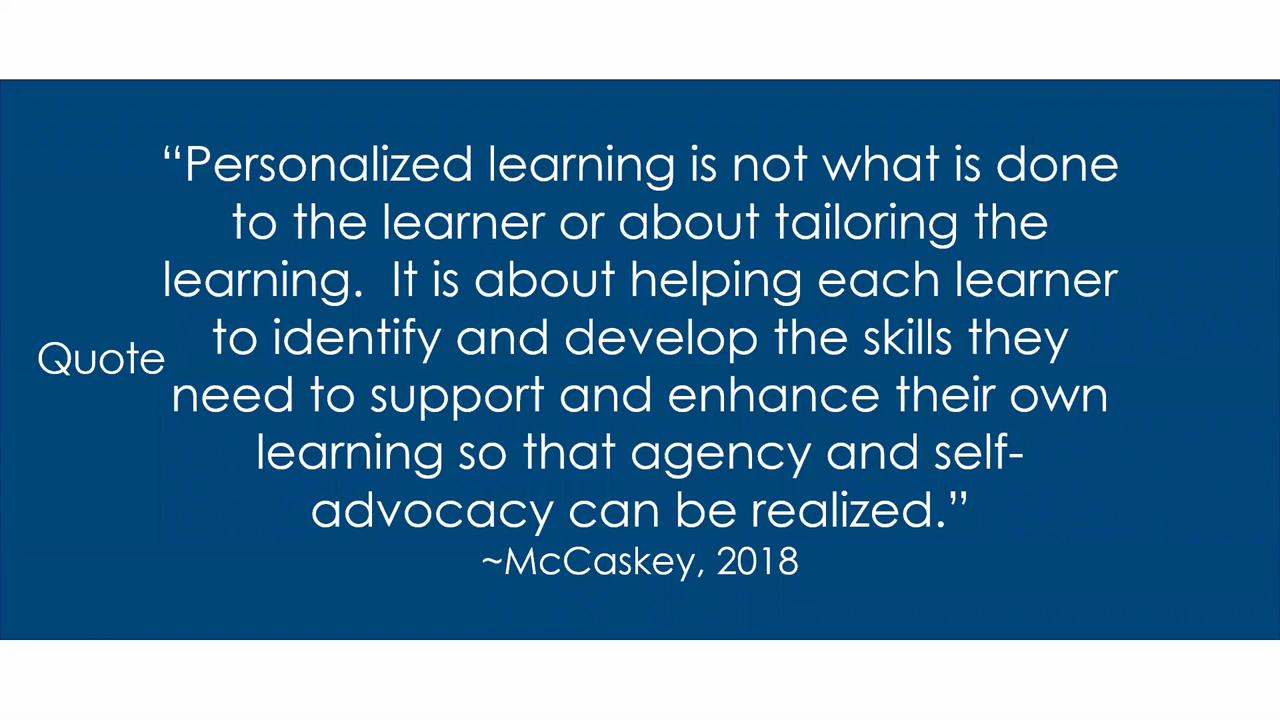 “Personalized learning is not what is done
to the learner or about tailoring the
learning.  It is about helping each learner
to identify and develop the skills they
Quote
need to support and enhance their own
learning so that agency and self-
advocacy can be realized.”
~McCaskey, 2018